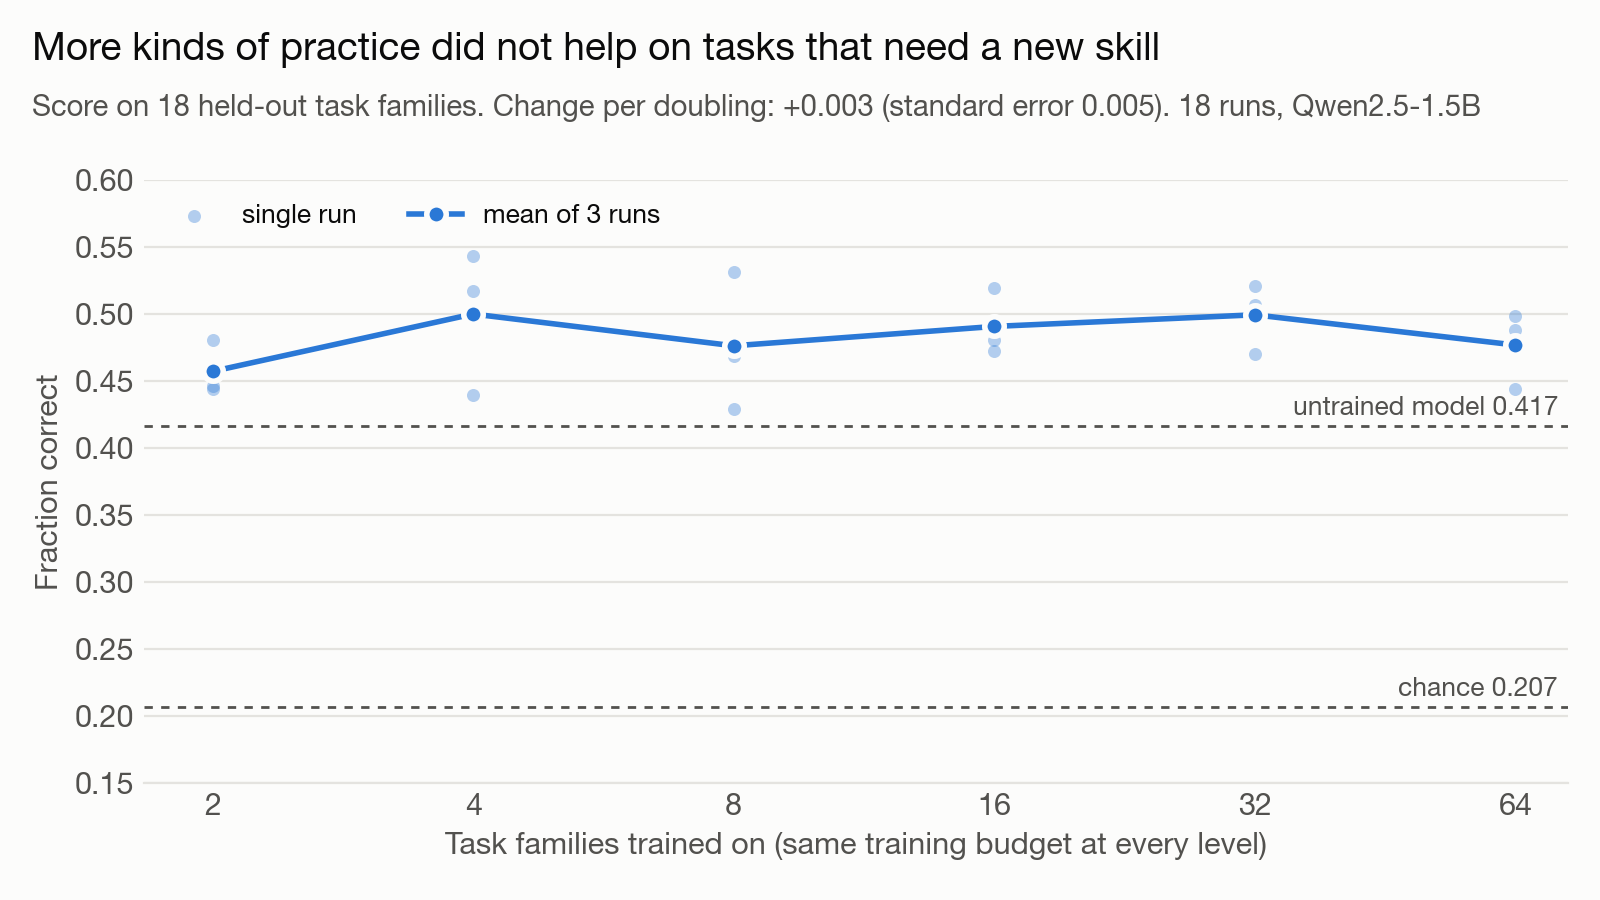 More kinds of practice did not help on tasks that need a new skill
Score on 18 held-out task families. Change per doubling: +0.003 (standard error 0.005). 18 runs, Qwen2.5-1.5B
single run
mean of 3 runs
Fraction correct
0.60
0.55
0.50
0.45
0.40
0.35
0.30
0.25
0.20
0.15
untrained model 0.417
chance 0.207
2 4 8 16 32 64
Task families trained on (same training budget at every level)